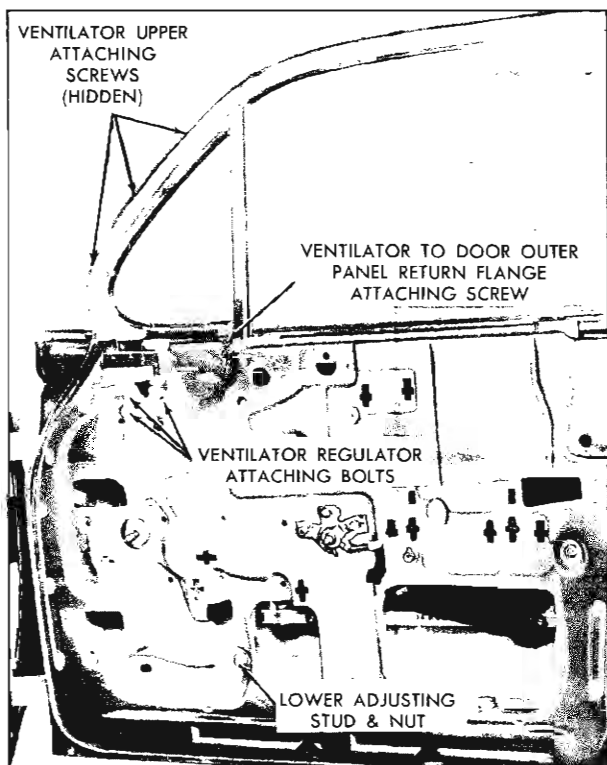 VENTILATOR UPPER
ATTACHING
SCREWS
(HIDDEN)
VENTILATOR TO DOOR OUTER
PANEL RETURN FLANGE
ATTACHING SCREW
VENTILATOR REGULATOR
ATTACHING BOLTS
LOWER ADJUSTING
STUD & NUT